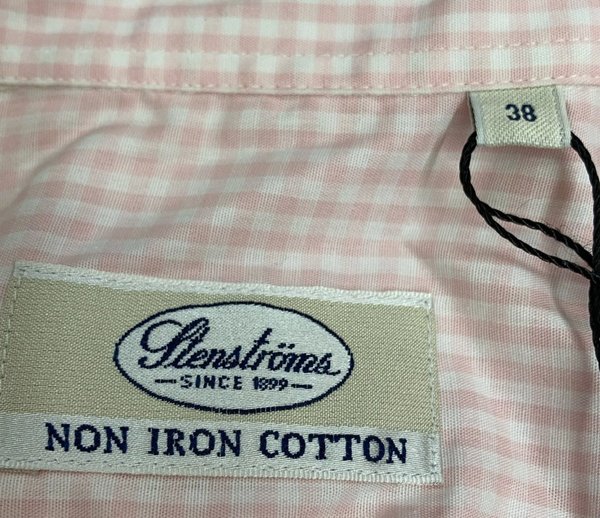 38
Stenströms
SINCE 1899
NON IRON COTTON